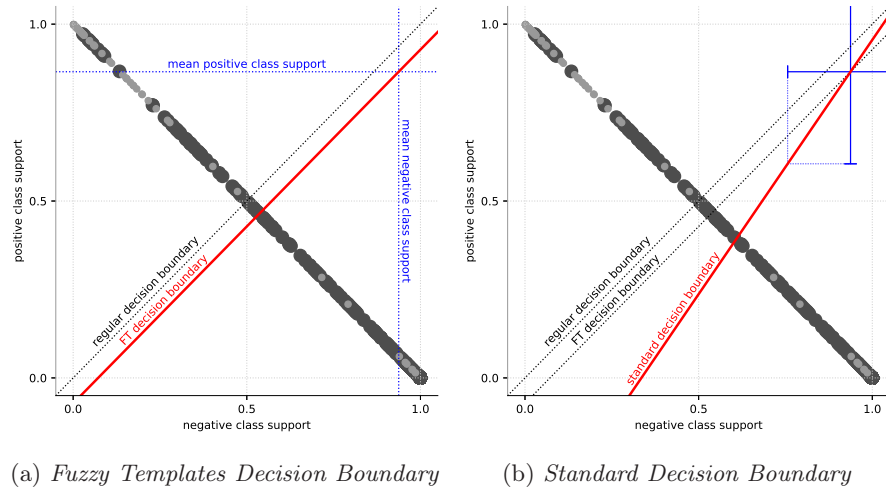 1.0
0.5
0.0
0.0
0.5
1.0
positive class support
negative class support
mean positive class support
mean negative class support
regular decision boundary
FT decision boundary
1.0
0.5
0.0
0.0
0.5
1.0
positive class support
negative class support
regular decision boundary
FT decision boundary
standard decision boundary
(a) Fuzzy Templates Decision Boundary
(b) Standard Decision Boundary